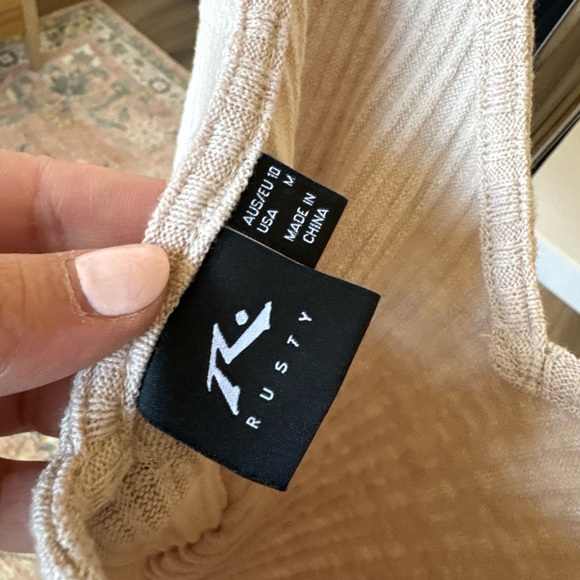 AUS/EU 10
USA M
MADE IN
CHINA
R.
RUSTY